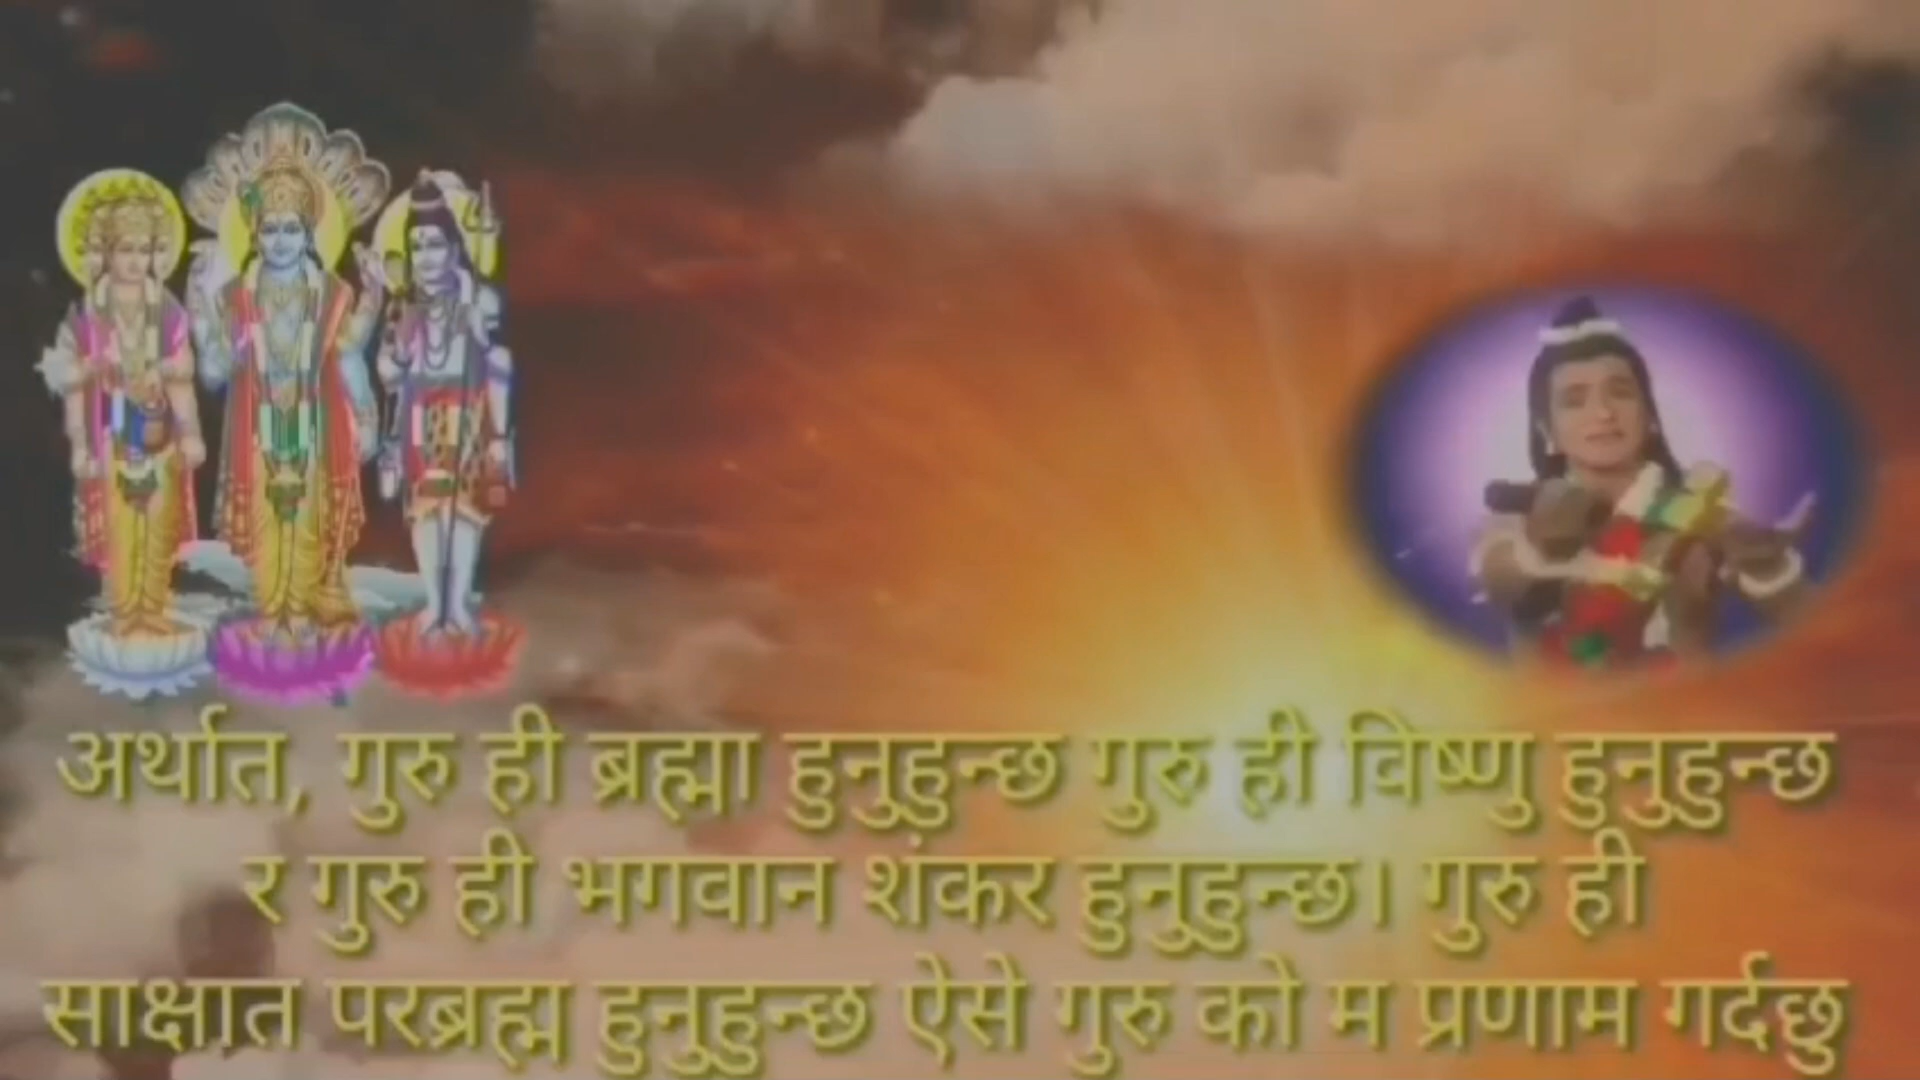 अर्थात, गुरु ही ब्रह्मा हुनुहुन्छ गुरु ही विष्णु हुनुहुन्छ
र गुरु ही भगवान शंकर हुनुहुन्छ। गुरु ही
साक्षात परब्रह्म हुनुहुन्छ ऐसे गुरु को म प्रणाम गर्दछु